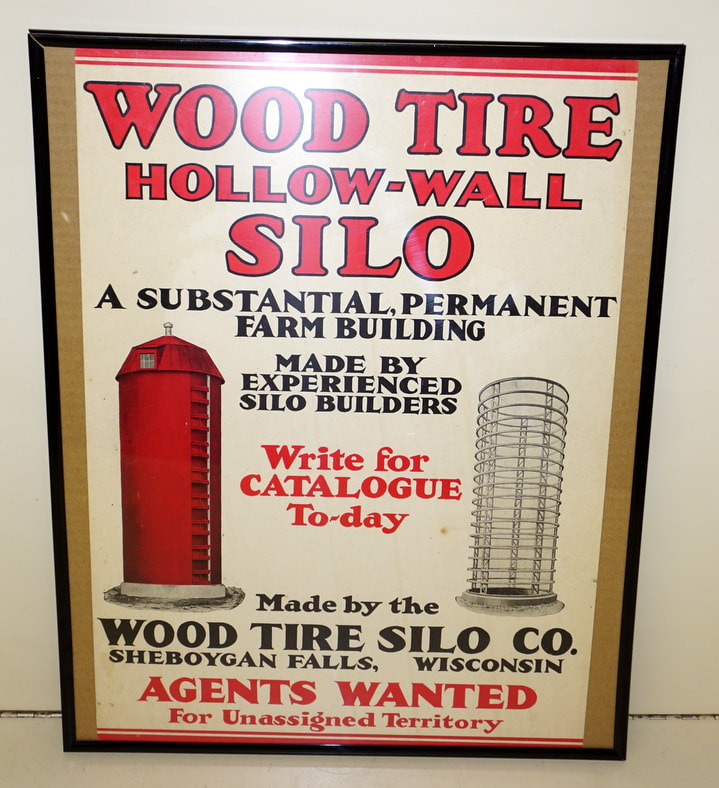 WOOD TIRE
HOLLOW-WALL
SILO
A SUBSTANTIAL, PERMANENT
FARM BUILDING
MADE BY
EXPERIENCED
SILO BUILDERS
Write for
CATALOGUE
To-day
Made by the
WOOD TIRE SILO CO.
SHEBOYGAN FALLS, WISCONSIN
AGENTS WANTED
For Unassigned Territory